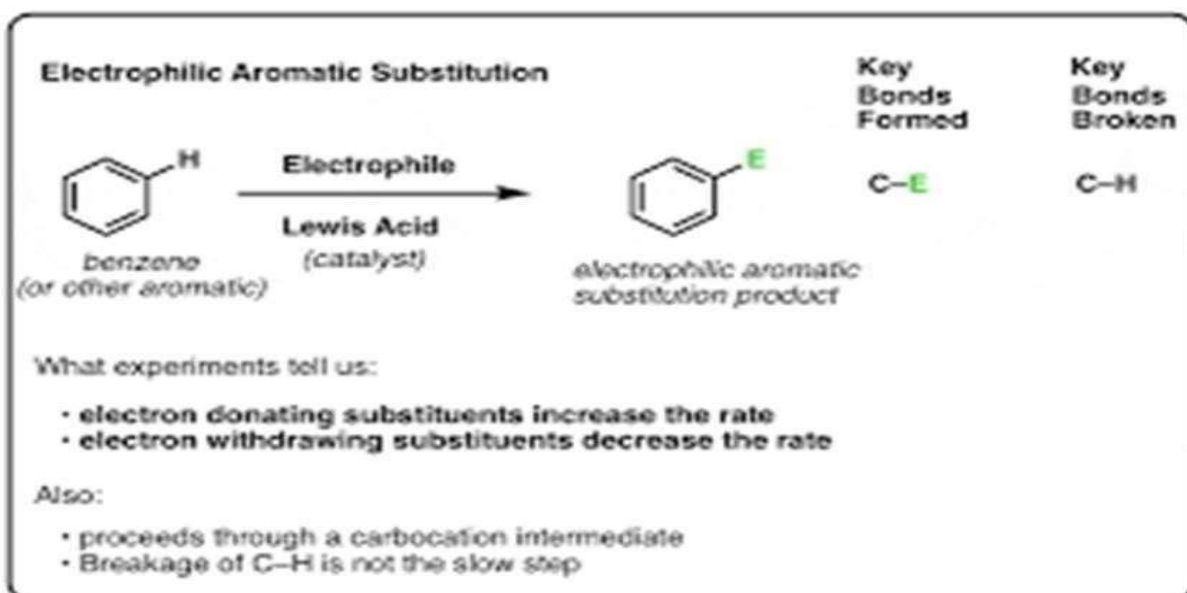 Electrophilic Aromatic Substitution
Key
Bonds
Formed
Key
Bonds
Broken
H
Electrophile
Lewis Acid
(catalyst)
E
C–E
C–H
benzene
(or other aromatic)
electrophilic aromatic
substitution product
What experiments tell us:
• electron donating substituents increase the rate
• electron withdrawing substituents decrease the rate
Also:
• proceeds through a carbocation intermediate
• Breakage of C–H is not the slow step